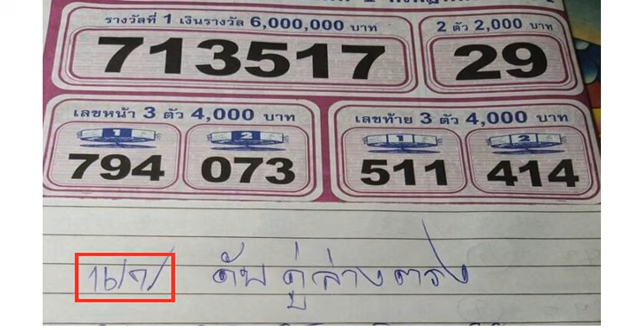 รางวัลที่ 1 เงินรางวัล 6,000,000 บาท
2 ตัว 2,000 บาท
713517
29
เลขหน้า 3 ตัว 4,000 บาท
เลขท้าย 3 ตัว 4,000 บาท
1 2 1 2
794 073 511 414
16/7/ ดับคู่ล่างตรง